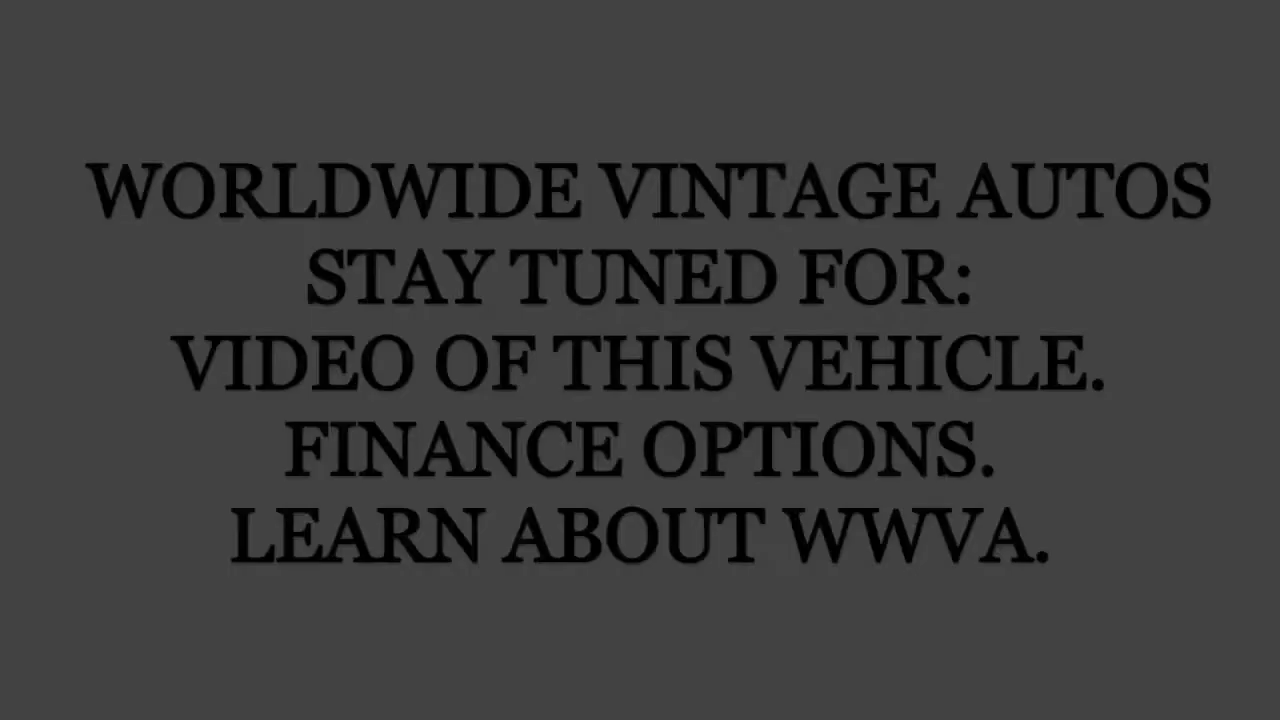 WORLDWIDE VINTAGE AUTOS
STAY TUNED FOR:
VIDEO OF THIS VEHICLE.
FINANCE OPTIONS.
LEARN ABOUT WWVA.